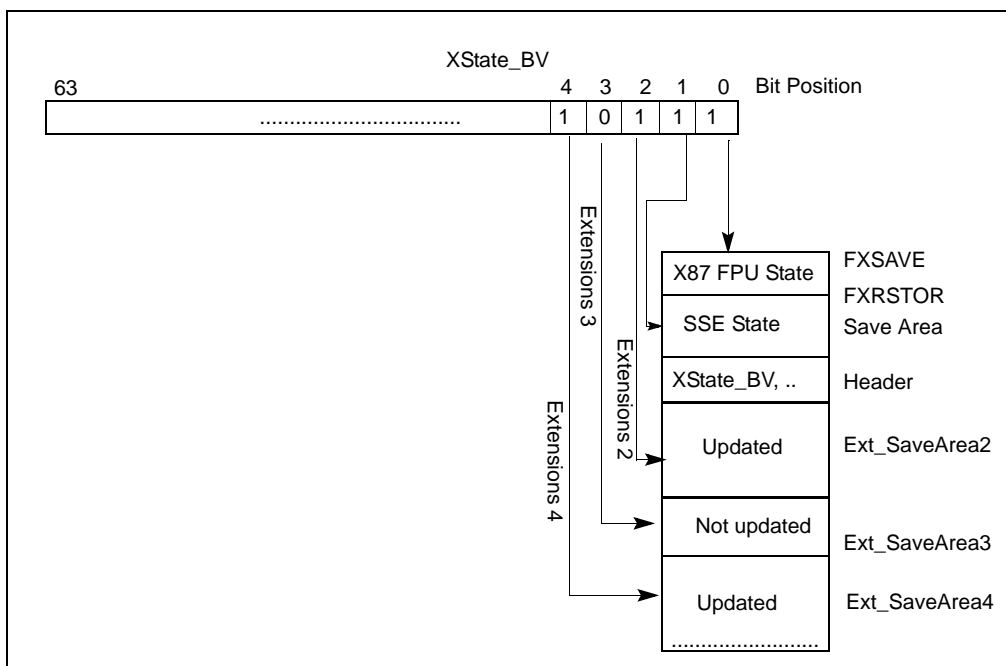 XState_BV
63 4 3 2 1 0 Bit Position
.................................. 1 0 1 1 1
Extensions 3
Extensions 2
Extensions 4
X87 FPU State FXSAVE
FXRSTOR
SSE State Save Area
XState_BV, .. Header
Updated Ext_SaveArea2
Not updated
Ext_SaveArea3
Updated Ext_SaveArea4
.........................